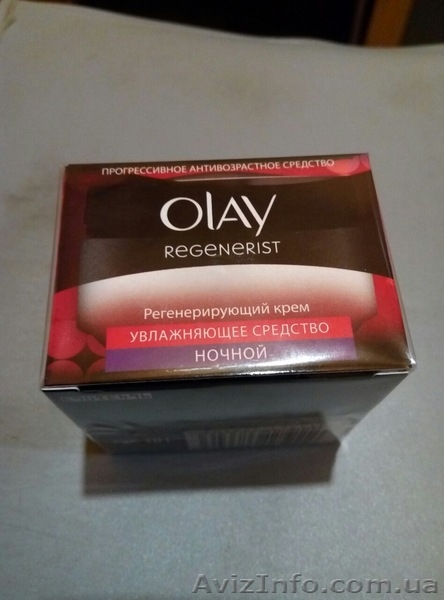 ПРОГРЕССИВНОЕ АНТИВОЗРАСТНОЕ СРЕДСТВО
OLAY
REGENERIST
Регенерирующий крем
УВЛАЖНЯЮЩЕЕ СРЕДСТВО
НОЧНОЙ
AvizInfo.com.ua